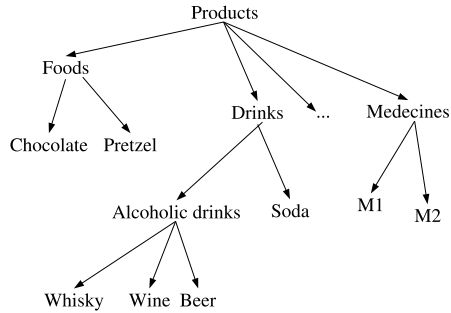 Products
Foods
Drinks
...
Medecines
Chocolate
Pretzel
Alcoholic drinks
Soda
M1
M2
Whisky
Wine
Beer